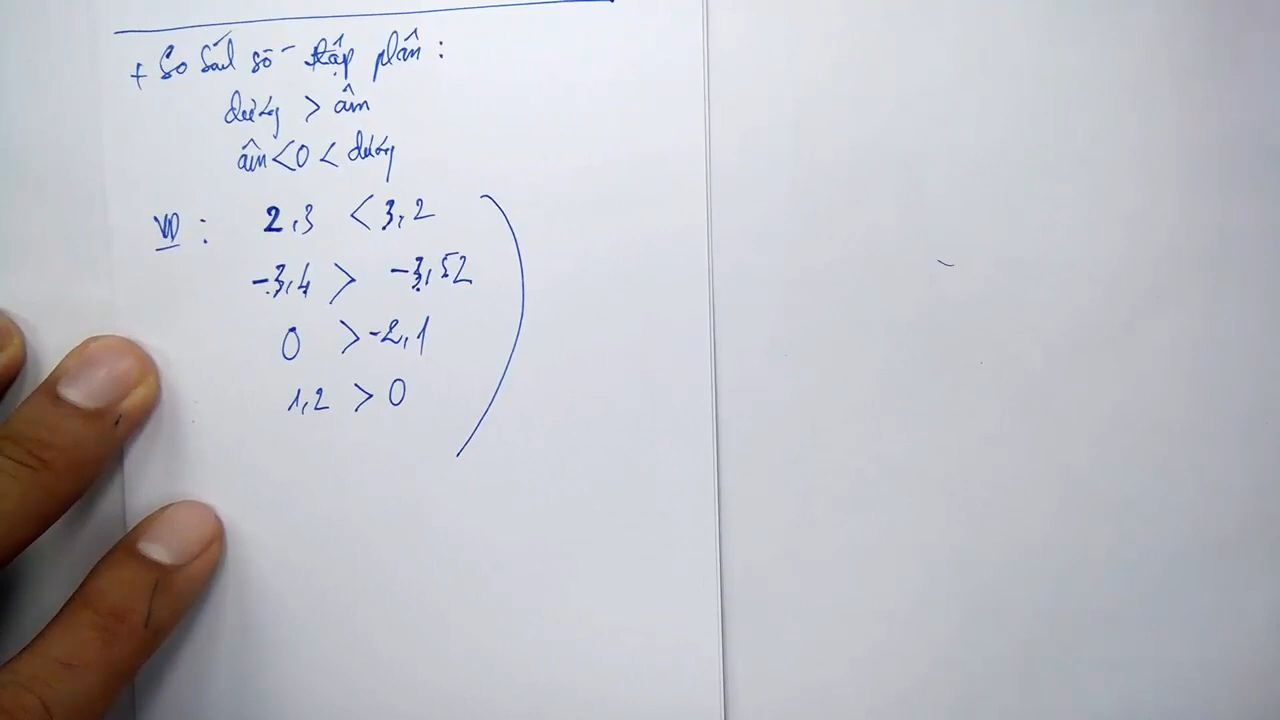 + So sánh số thập phân :
dương > âm
âm < 0 < dương
VD : 2,3 < 3,2
-3,4 > -3,52
0 > -2,1
1,2 > 0